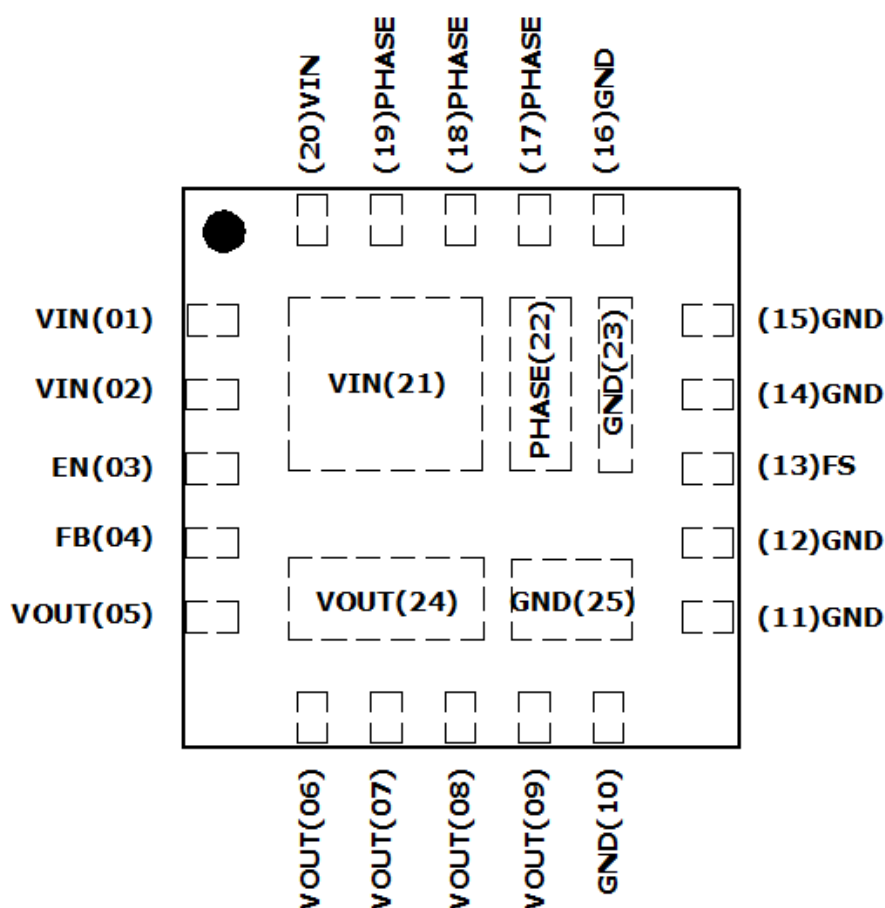 (20)VIN
(19)PHASE
(18)PHASE
(17)PHASE
(16)GND
VIN(01)
VIN(02)
EN(03)
FB(04)
VOUT(05)
VIN(21)
PHASE(22)
GND(23)
VOUT(24)
GND(25)
(15)GND
(14)GND
(13)FS
(12)GND
(11)GND
VOUT(06)
VOUT(07)
VOUT(08)
VOUT(09)
GND(10)